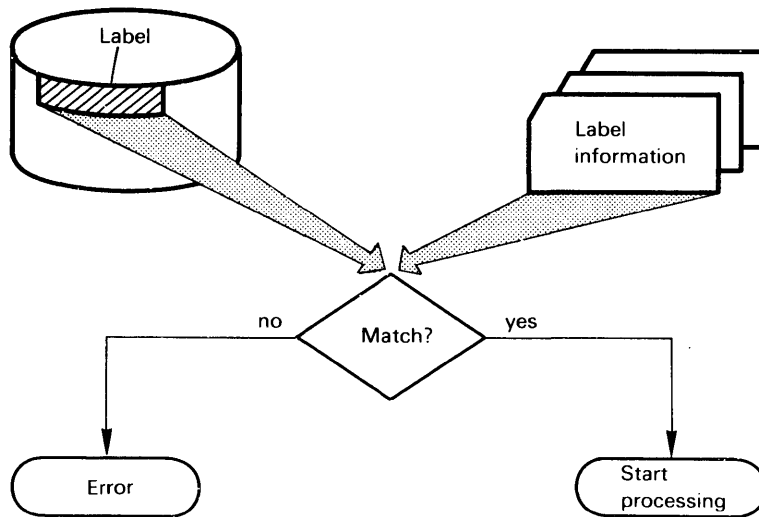 Label
Label
information
Match?
no
yes
Error
Start
processing